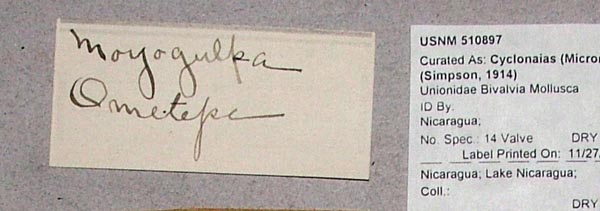 Moyogulpa
Ometepe
USNM 510897
Curated As: Cyclonaias (Micron
(Simpson, 1914)
Unionidae Bivalvia Mollusca
ID By:
Nicaragua;
No. Spec.: 14 Valve DRY
Label Printed On: 11/27/
Nicaragua; Lake Nicaragua;
Coll.:
DRY